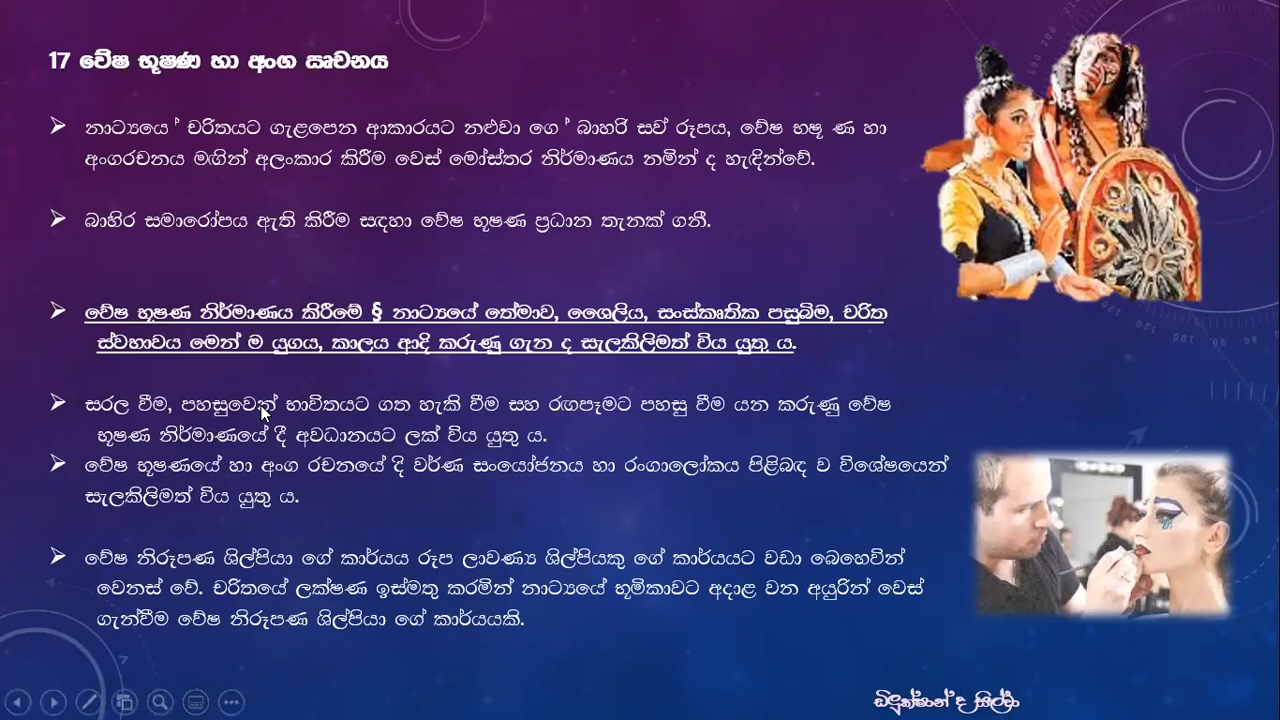 17 වේෂ භූෂණ හා අංග ඍචනය
නාට්‍යයෙ ් චරිතයට ගැළපෙන ආකාරයට නළුවා ගෙ ් බාහරි සව් රූපය, වේෂ භෂූ ණ හා
අංගරචනය මඟින් අලංකාර කිරීම වෙස් මෝස්තර නිර්මාණය නමින් ද හැඳින්වේ.
බාහිර සමාරෝපය ඇති කිරීම සඳහා වේෂ භූෂණ ප්‍රධාන තැනක් ගනී.
වේෂ භූෂණ නිර්මාණය කිරීමේ § නාට්‍යයේ තේමාව, ශෛලිය, සංස්කෘතික පසුබිම, චරිත
ස්වභාවය මෙන් ම යුගය, කාලය ආදි කරුණු ගැන ද සැලකිලිමත් විය යුතු ය.
සරල වීම, පහසුවෙන් භාවිතයට ගත හැකි වීම සහ රඟපෑමට පහසු වීම යන කරුණු වේෂ
භූෂණ නිර්මාණයේ දී අවධානයට ලක් විය යුතු ය.
වේෂ භූෂණයේ හා අංග රචනයේ දි වර්ණ සංයෝජනය හා රංගාලෝකය පිළිබඳ ව විශේෂයෙන්
සැලකිලිමත් විය යුතු ය.
වේෂ නිරූපණ ශිල්පියා ගේ කාර්යය රූප ලාවණ්‍ය ශිල්පියකු ගේ කාර්යයට වඩා බෙහෙවින්
වෙනස් වේ. චරිතයේ ලක්ෂණ ඉස්මතු කරමින් නාට්‍යයේ භූමිකාවට අදාළ වන අයුරින් වෙස්
ගැන්වීම වේෂ නිරූපණ ශිල්පියා ගේ කාර්යයකි.
ඩිලුක්ෂාන් ද සිල්වා